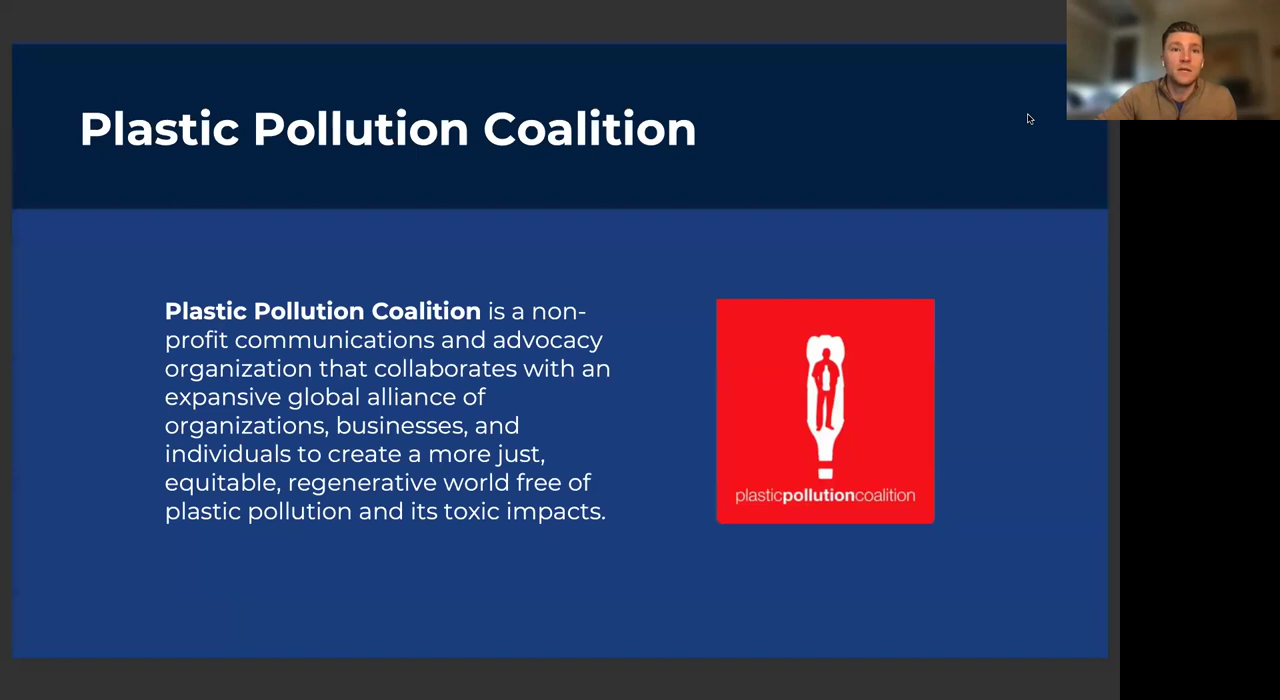 Plastic Pollution Coalition
Plastic Pollution Coalition is a non-
profit communications and advocacy
organization that collaborates with an
expansive global alliance of
organizations, businesses, and
individuals to create a more just,
equitable, regenerative world free of
plastic pollution and its toxic impacts.
plasticpollutioncoalition